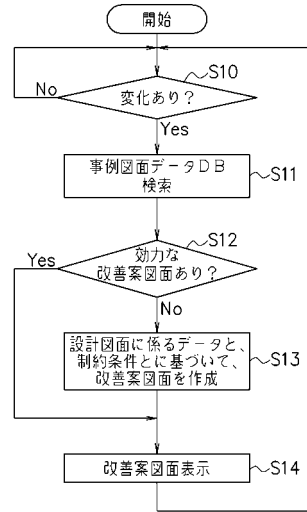 開始
S10
変化あり?
No
Yes
事例図面データDB
検索
S11
S12
効力な
改善案図面あり?
Yes
No
設計図面に係るデータと、
制約条件とに基づいて、
改善案図面を作成
S13
改善案図面表示
S14